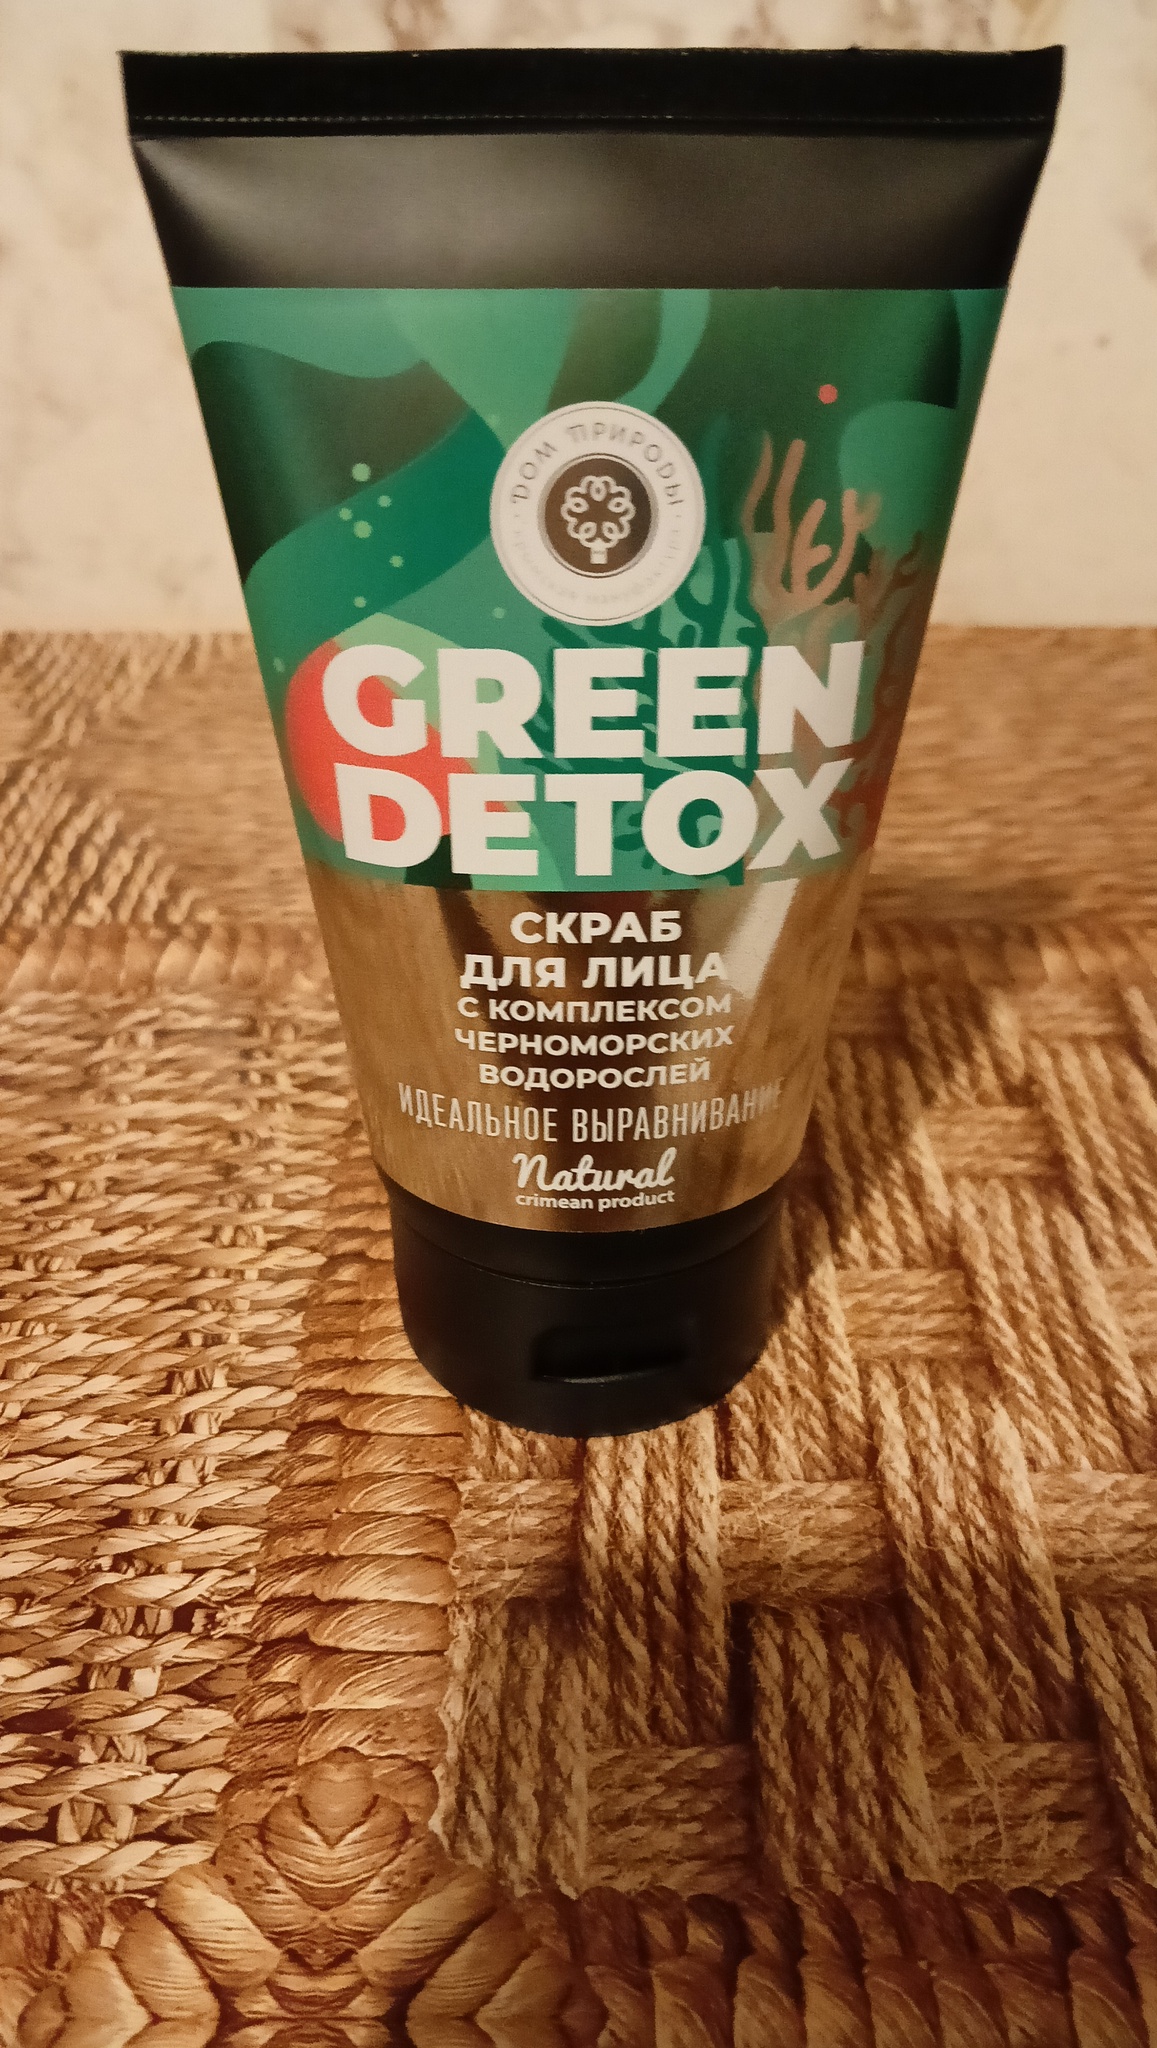 ДОМ ПРИРОДЫ
GREEN
DETOX
СКРАБ
ДЛЯ ЛИЦА
С КОМПЛЕКСОМ
ЧЕРНОМОРСКИХ
ВОДОРОСЛЕЙ
ИДЕАЛЬНОЕ ВЫРАВНИВАНИЕ
Natural
crimean product